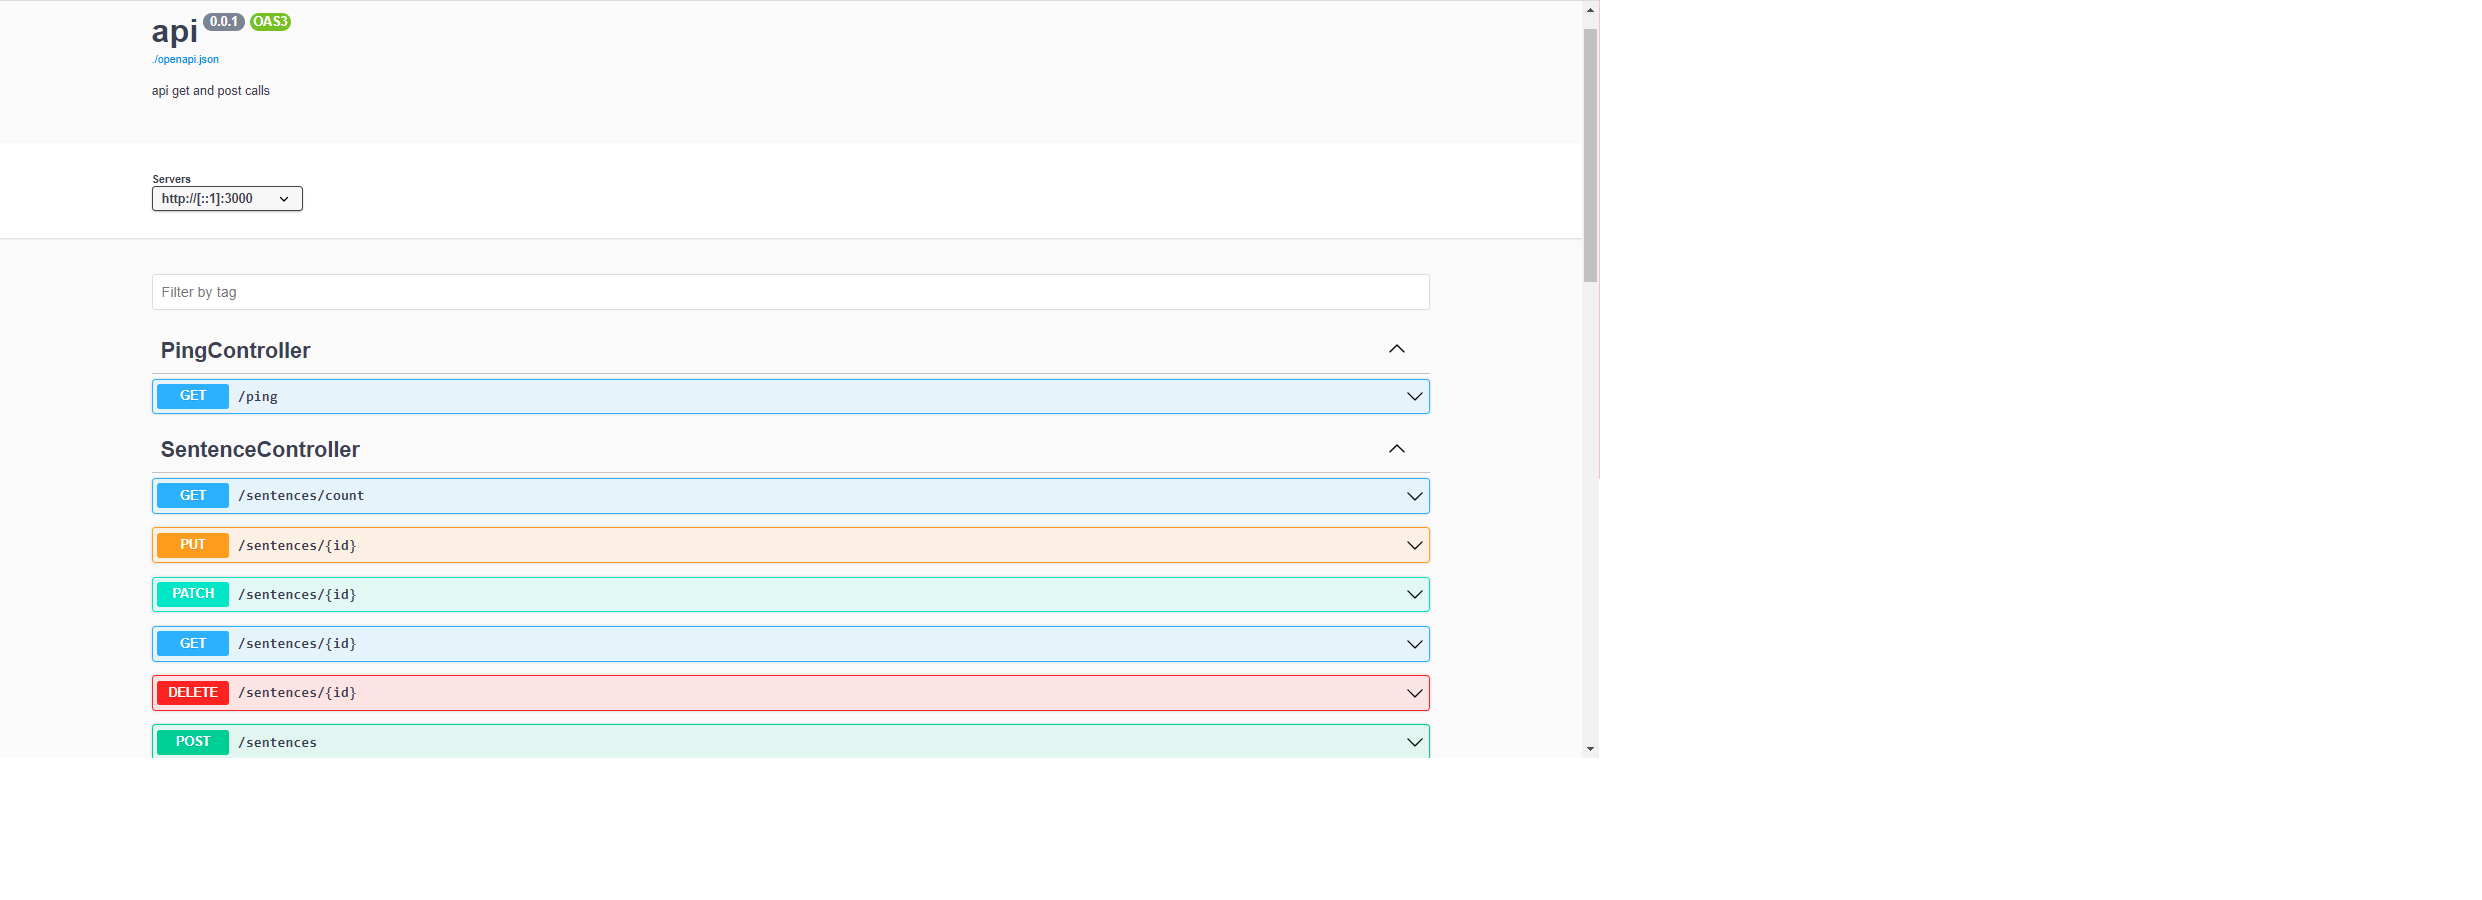 api 0.0.1 OAS3
./openapi.json
api get and post calls
Servers
http://[::1]:3000
Filter by tag
PingController
GET /ping
SentenceController
GET /sentences/count
PUT /sentences/{id}
PATCH /sentences/{id}
GET /sentences/{id}
DELETE /sentences/{id}
POST /sentences